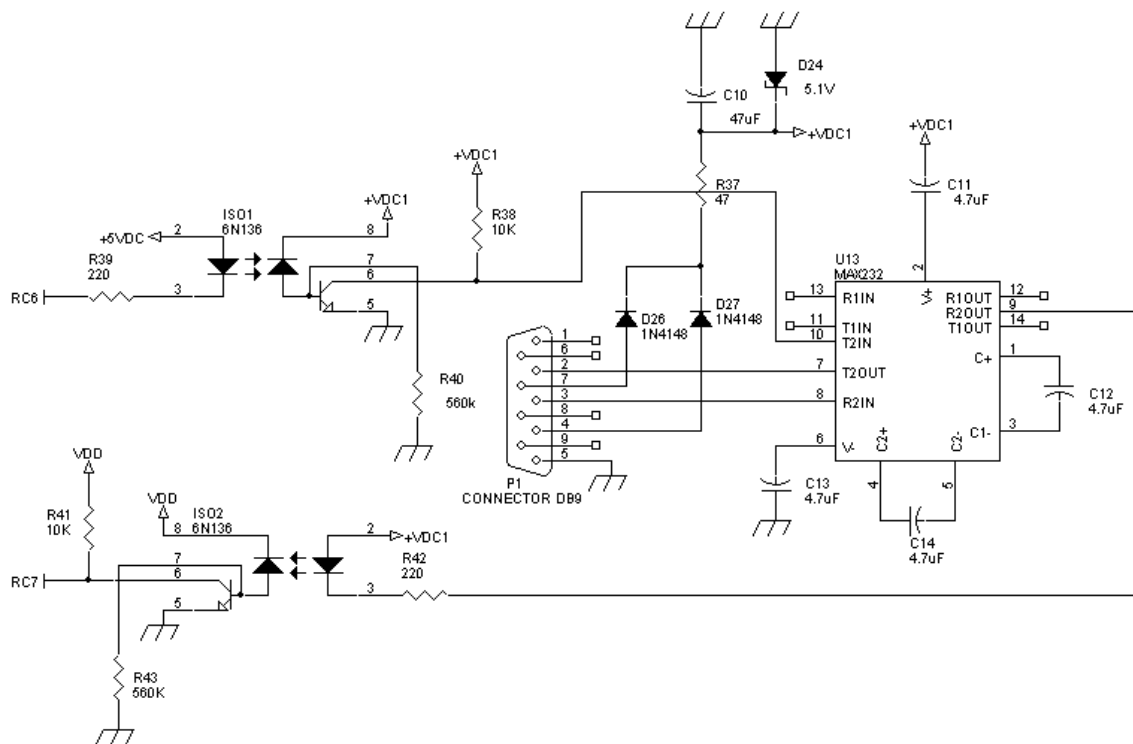 D24
5.1V
C10
47uF
+VDC1
+VDC1
C11
4.7uF
+VDC1
R37
47
+VDC1
R38
10K
ISO1
6N136
+5VDC
2
8
R39
220
RC6
3
7
6
5
U13
MAX232
2
V+
13
R1IN
R1OUT
12
R2OUT
9
11
T1IN
T1OUT
14
10
T2IN
D26
1N4148
D27
1N4148
1
6
2
7
3
8
4
9
5
7
T2OUT
C+
1
8
R2IN
C12
4.7uF
C1-
3
6
V-
C2+
C2-
4
5
R40
560k
P1
CONNECTOR DB9
C13
4.7uF
C14
4.7uF
VDD
R41
10K
VDD
ISO2
6N136
8
2
+VDC1
R42
220
7
RC7
6
5
3
R43
560K